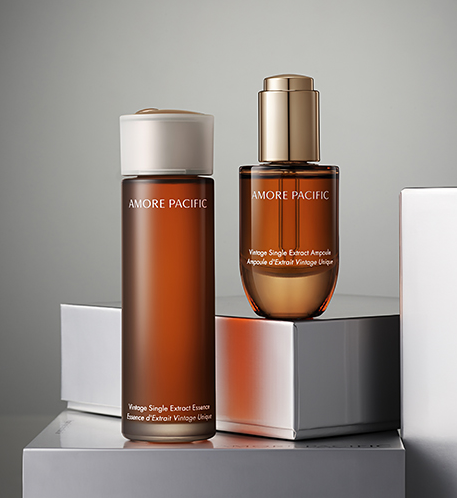 AMORE PACIFIC
Vintage Single Extract Essence
Essence d'Extrait Vintage Unique
AMORE PACIFIC
Vintage Single Extract Ampoule
Ampoule d'Extrait Vintage Unique